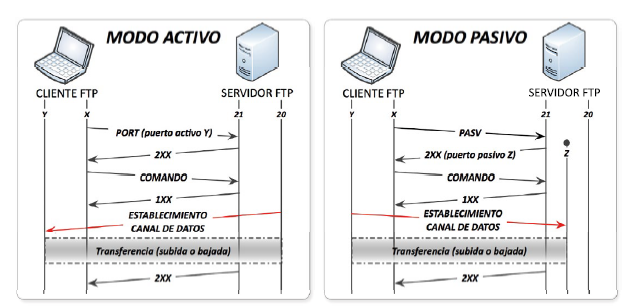 MODO ACTIVO
CLIENTE FTP
SERVIDOR FTP
Y
X
21
20
PORT (puerto activo Y)
2XX
COMANDO
1XX
ESTABLECIMIENTO
CANAL DE DATOS
Transferencia (subida o bajada)
2XX
MODO PASIVO
CLIENTE FTP
SERVIDOR FTP
Y
X
21
20
PASV
Z
2XX (puerto pasivo Z)
COMANDO
1XX
ESTABLECIMIENTO
CANAL DE DATOS
Transferencia (subida o bajada)
2XX